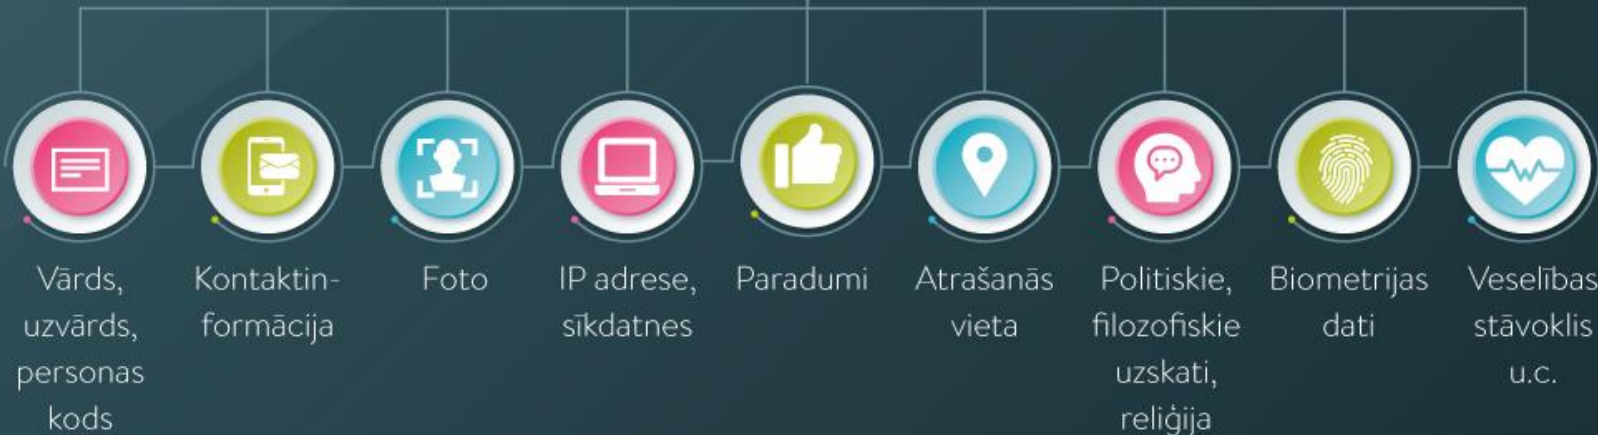 Vārds,
uzvārds,
personas
kods
Kontaktin-
formācija
Foto
IP adrese,
sīkdatnes
Paradumi
Atrašanās
vieta
Politiskie,
filozofiskie
uzskati,
reliģija
Biometrijas
dati
Veselības
stāvoklis
u.c.